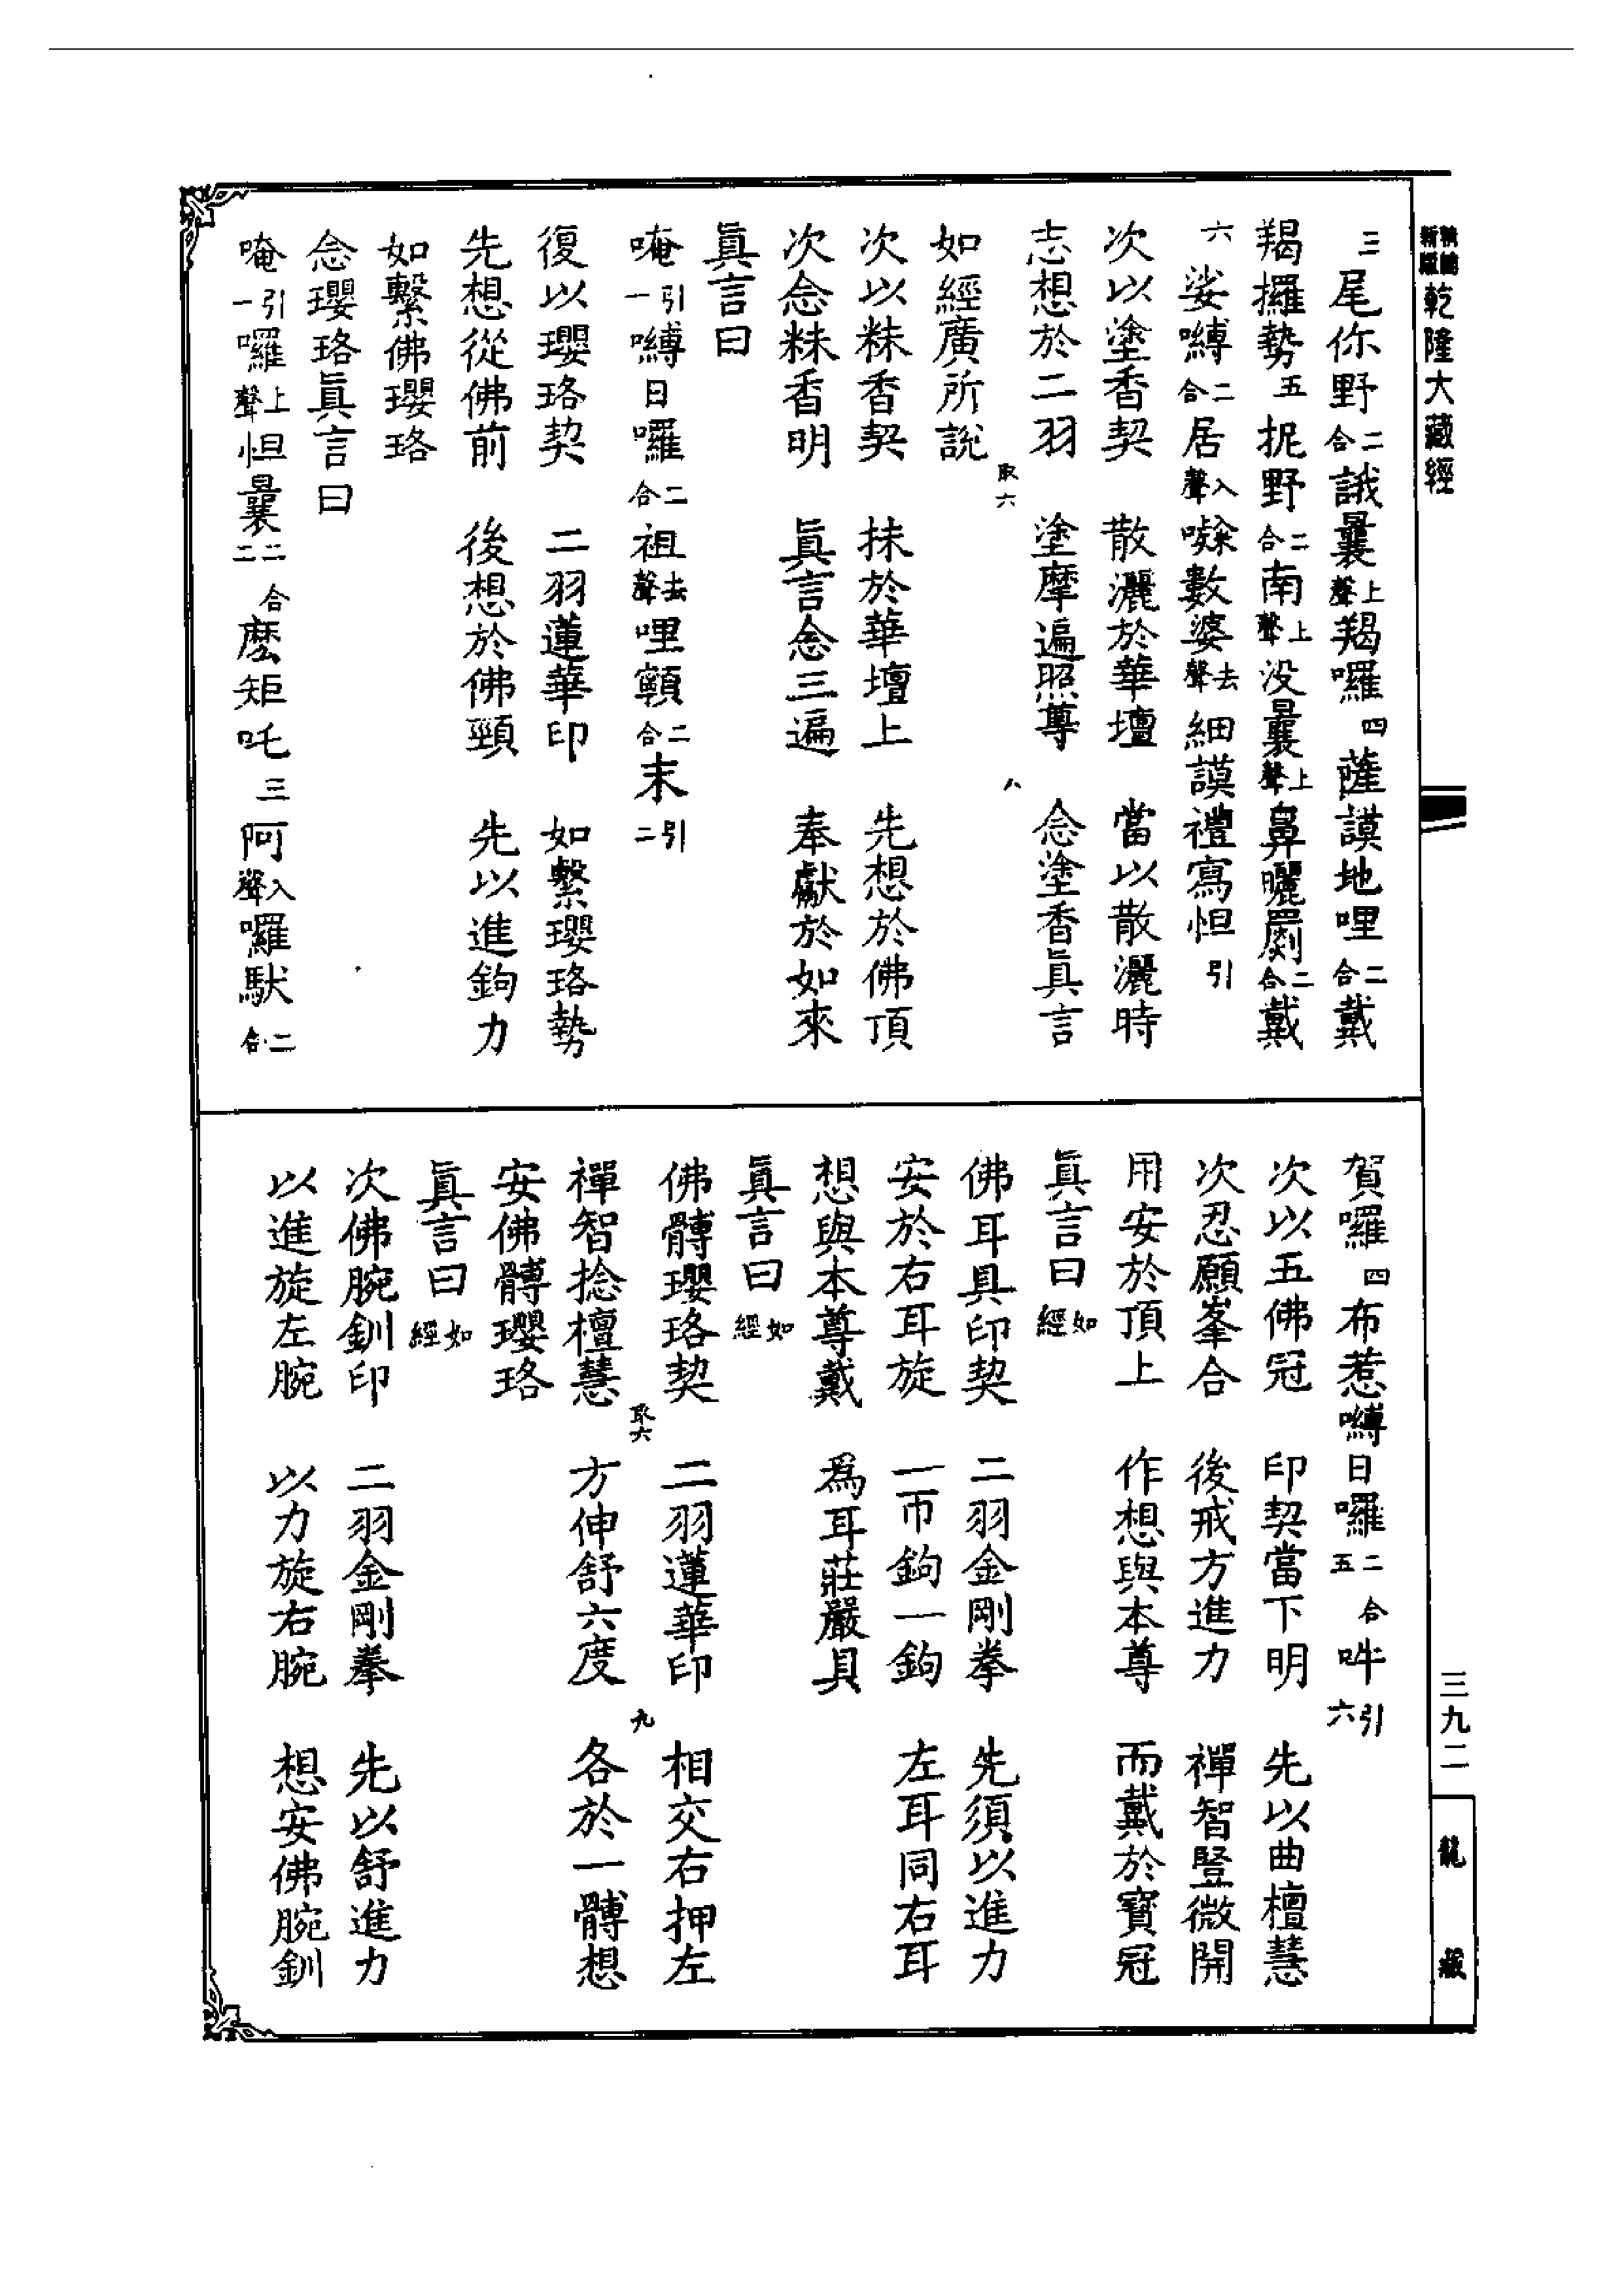 新版 乾隆大藏經
三尾你野二合誐曩上聲羯囉四薩謨地哩二合戴
羯攞勢五抳野二合南上聲没曩上聲鼻曬罽二合戴
六娑嚩二合居入聲㗚數婆去聲細謨禮寫怛引
次以塗香契 散灑於華壇 當以散灑時
志想於二羽 塗摩遍照尊 念塗香眞言
如經廣所說
取六 八
次以粖香契 抹於華壇上 先想於佛頂
次念粖香明 眞言念三遍 奉獻於如來
眞言曰
唵引一嚩日囉二合祖去聲哩顐二合末引二
復以瓔珞契 二羽蓮華印 如繫瓔珞勢
先想從佛前 後想於佛頸 先以進鉤力
如繫佛瓔珞
念瓔珞眞言曰
唵引一囉上聲怛曩二合二麽矩吒三阿入聲囉馱二合
賀囉四布惹嚩日囉二合五吽引六
次以五佛冠 印契當下明 先以曲檀慧
次忍願峯合 後戒方進力 禪智豎微開
用安於頂上 作想與本尊 而戴於寶冠
眞言曰如經
佛耳具印契 二羽金剛拳 先須以進力
安於右耳旋 一帀鉤一鉤 左耳同右耳
想與本尊戴 爲耳莊嚴具
眞言曰如經
佛髆瓔珞契 二羽蓮華印 相交右押左
取六 九
禪智捻檀慧 方伸舒六度 各於一髆想
安佛髆瓔珞
眞言曰如經
次佛腕釧印 二羽金剛拳 先以舒進力
以進旋左腕 以力旋右腕 想安佛腕釧
三九二
龍藏